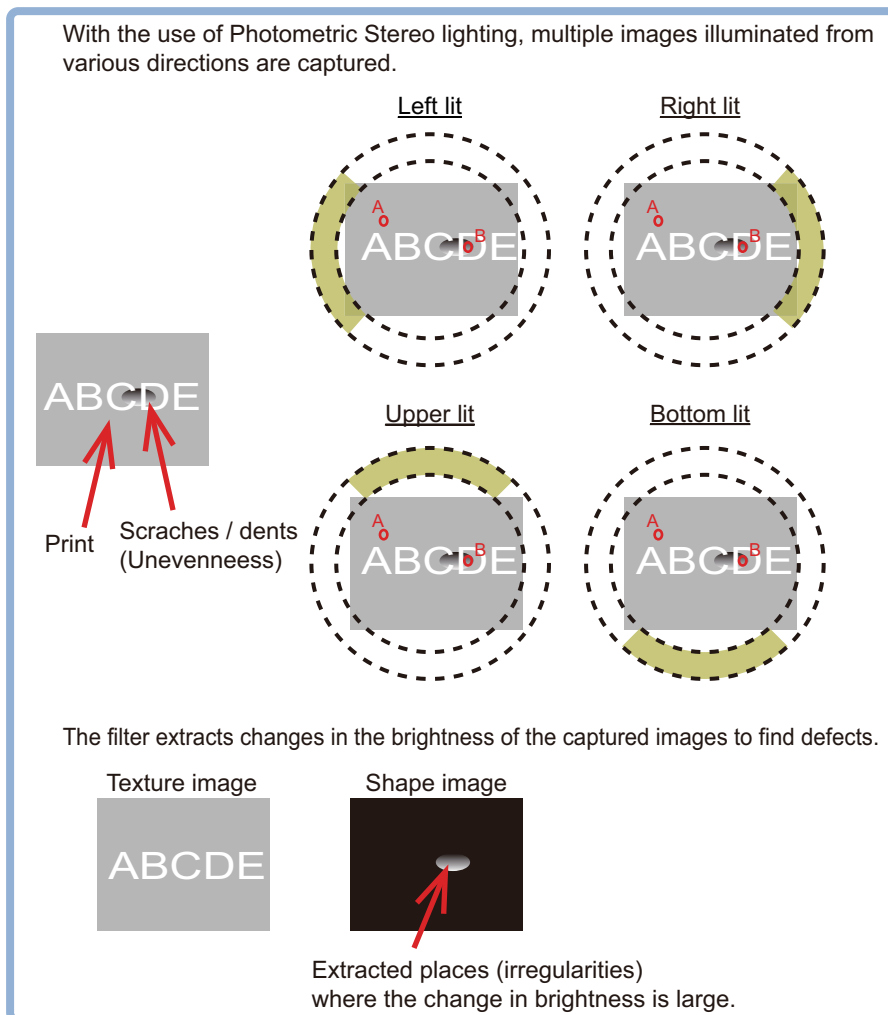 With the use of Photometric Stereo lighting, multiple images illuminated from
various directions are captured.
Left lit
Right lit
A
ABCDE
B
A
ABCDE
B
ABCDE
Print
Scraches / dents
(Unevenneess)
Upper lit
Bottom lit
A
ABCDE
B
A
ABCDE
B
The filter extracts changes in the brightness of the captured images to find defects.
Texture image
Shape image
ABCDE
Extracted places (irregularities)
where the change in brightness is large.